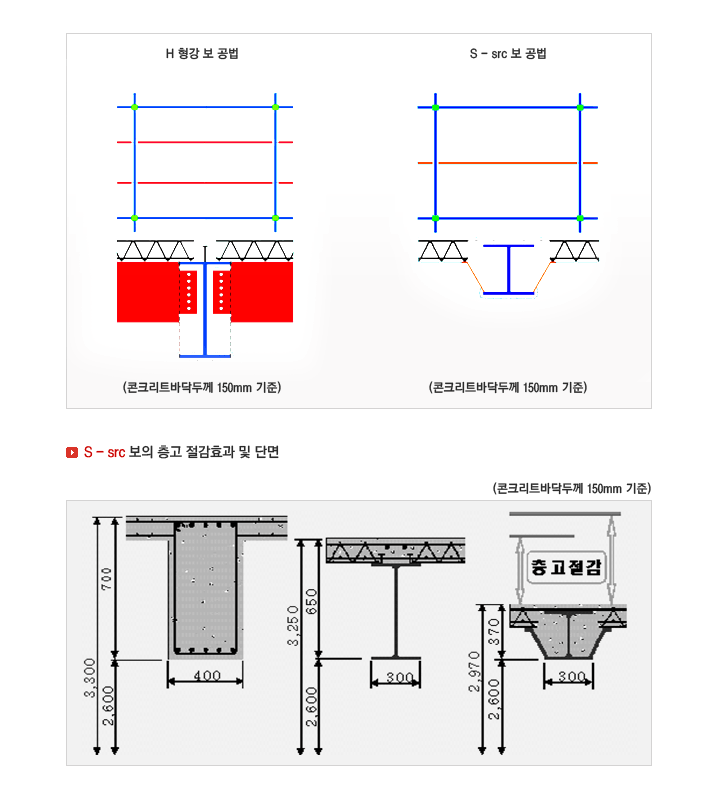 H 형강 보 공법
S - src 보 공법
(콘크리트바닥두께 150mm 기준)
(콘크리트바닥두께 150mm 기준)
S - src 보의 층고 절감효과 및 단면
(콘크리트바닥두께 150mm 기준)
700
3,300
2,600
400
650
3,250
2,600
300
층고절감
370
2,970
2,600
300